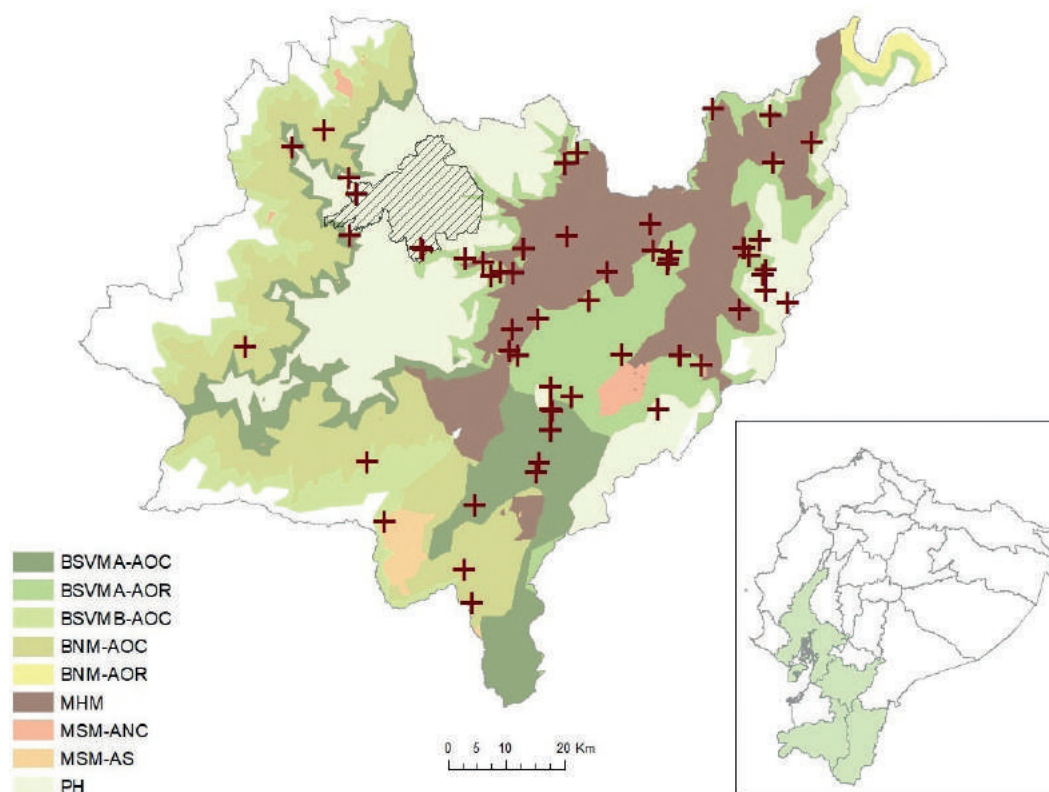 BSVMA-AOC
BSVMA-AOR
BSVMB-AOC
BNM-AOC
BNM-AOR
MHM
MSM-ANC
MSM-AS
PH
0 5 10 20 Km